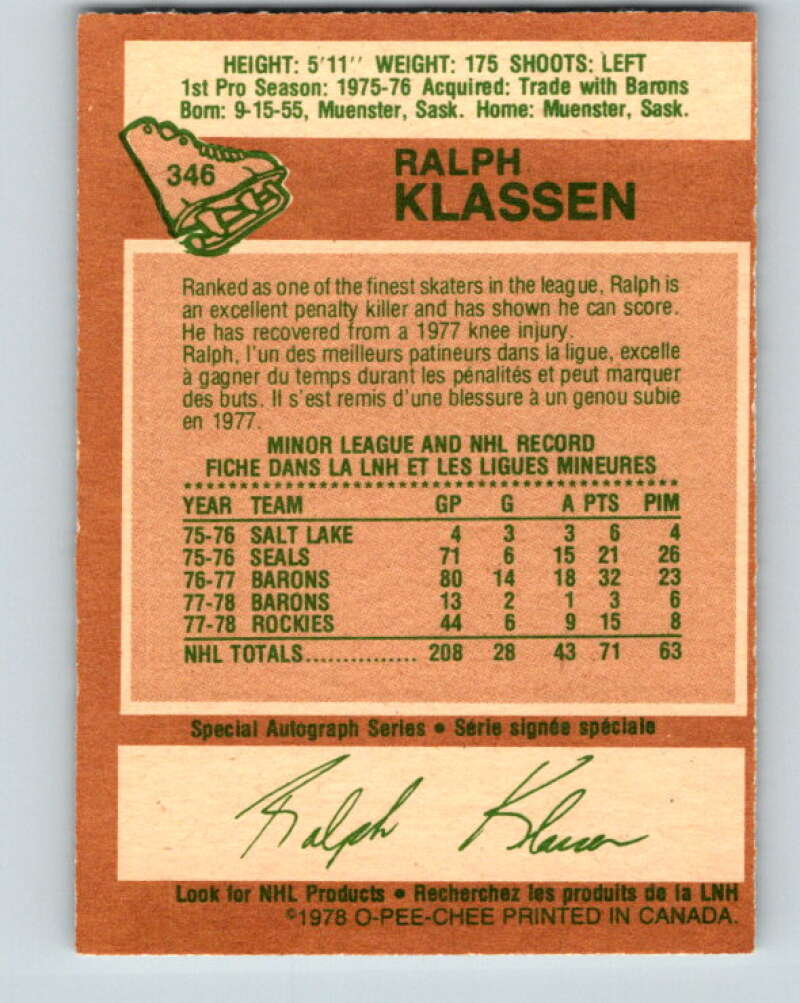 HEIGHT: 5'11'' WEIGHT: 175 SHOOTS: LEFT
1st Pro Season: 1975-76 Acquired: Trade with Barons
Born: 9-15-55, Muenster, Sask. Home: Muenster, Sask.
346
RALPH
KLASSEN
Ranked as one of the finest skaters in the league, Ralph is
an excellent penalty killer and has shown he can score.
He has recovered from a 1977 knee injury.
Ralph, l'un des meilleurs patineurs dans la ligue, excelle
à gagner du temps durant les pénalités et peut marquer
des buts. Il s'est remis d'une blessure à un genou subie
en 1977.
MINOR LEAGUE AND NHL RECORD
FICHE DANS LA LNH ET LES LIGUES MINEURES
YEAR TEAM GP G A PTS PIM
75-76 SALT LAKE 4 3 3 6 4
75-76 SEALS 71 6 15 21 26
76-77 BARONS 80 14 18 32 23
77-78 BARONS 13 2 1 3 6
77-78 ROCKIES 44 6 9 15 8
NHL TOTALS............... 208 28 43 71 63
Special Autograph Series • Série signée spéciale
Ralph Klassen
Look for NHL Products • Recherchez les produits de la LNH
©1978 O-PEE-CHEE PRINTED IN CANADA.